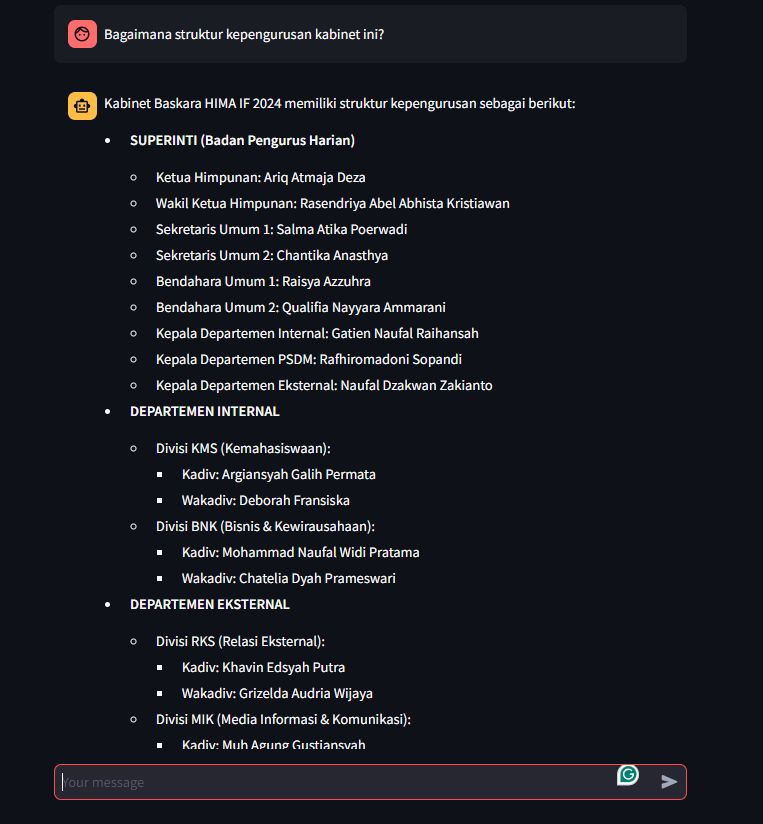 Bagaimana struktur kepengurusan kabinet ini?
Kabinet Baskara HIMA IF 2024 memiliki struktur kepengurusan sebagai berikut:
SUPERINTI (Badan Pengurus Harian)
Ketua Himpunan: Ariq Atmaja Deza
Wakil Ketua Himpunan: Rasendriya Abel Abhista Kristiawan
Sekretaris Umum 1: Salma Atika Poerwadi
Sekretaris Umum 2: Chantika Anasthya
Bendahara Umum 1: Raisya Azzuhra
Bendahara Umum 2: Qualifia Nayyara Ammarani
Kepala Departemen Internal: Gatien Naufal Raihansah
Kepala Departemen PSDM: Rafhiromadoni Sopandi
Kepala Departemen Eksternal: Naufal Dzakwan Zakianto
DEPARTEMEN INTERNAL
Divisi KMS (Kemahasiswaan):
Kadiv: Argiansyah Galih Permata
Wakadiv: Deborah Fransiska
Divisi BNK (Bisnis & Kewirausahaan):
Kadiv: Mohammad Naufal Widi Pratama
Wakadiv: Chatelia Dyah Prameswari
DEPARTEMEN EKSTERNAL
Divisi RKS (Relasi Eksternal):
Kadiv: Khavin Edsyah Putra
Wakadiv: Grizelda Audria Wijaya
Divisi MIK (Media Informasi & Komunikasi):
Kadiv: Muh Agung Gustiansyah
Your message